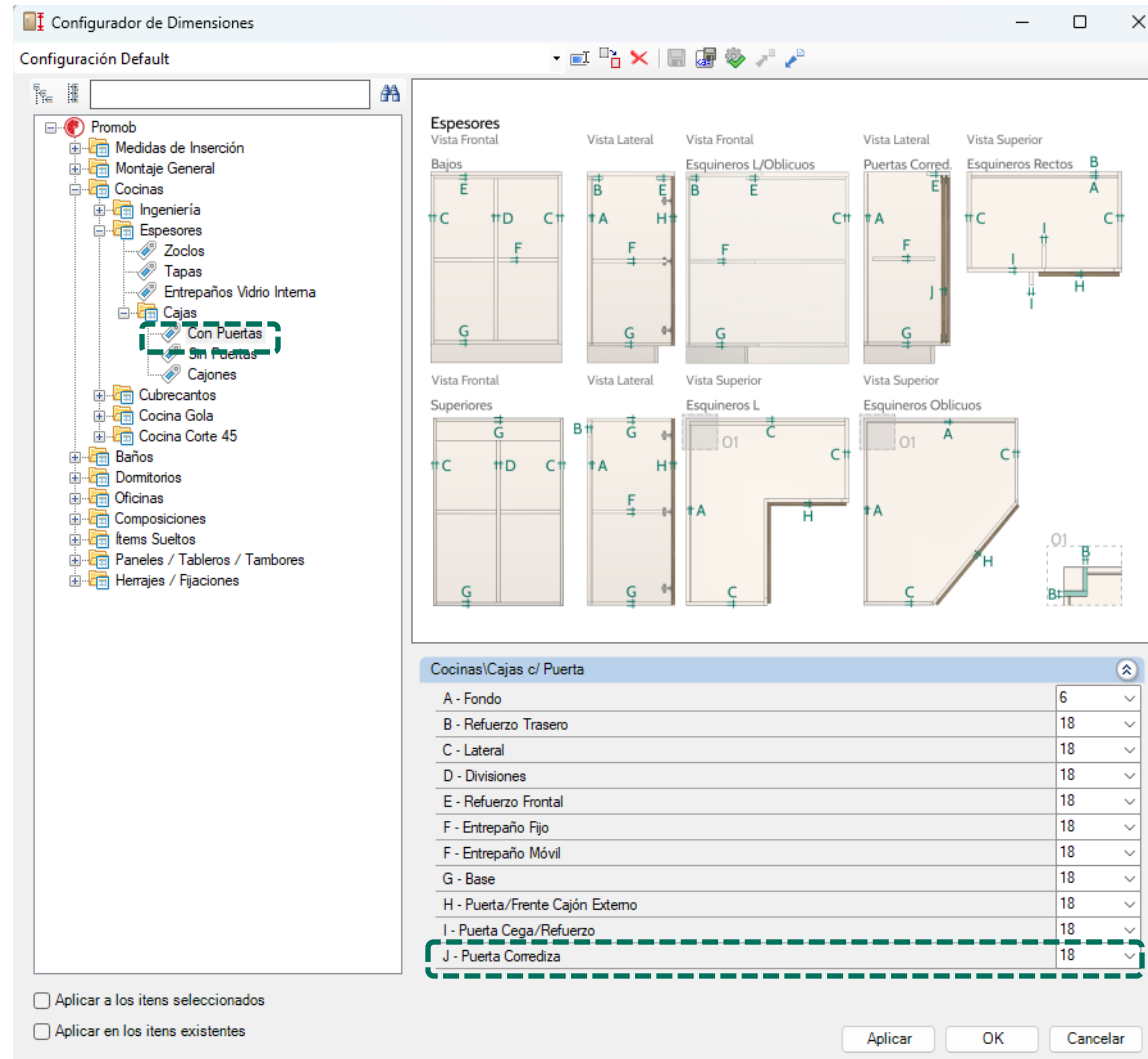 Configurador de Dimensiones
Configuración Default
Promob
Medidas de Inserción
Montaje General
Cocinas
Ingeniería
Espesores
Zoclos
Tapas
Entrepaños Vidrio Interna
Cajas
Con Puertas
Sin Puertas
Cajones
Cubrecantos
Cocina Gola
Cocina Corte 45
Baños
Dormitorios
Oficinas
Composiciones
Ítems Sueltos
Paneles / Tableros / Tambores
Herrajes / Fijaciones
Espesores
Vista Frontal Vista Lateral Vista Frontal Vista Lateral Vista Superior
Bajos Esquineros L/Oblicuos Puertas Corred. Esquineros Rectos B
E B E B E E A
C D C A H C A C C
F F F F I
I H
J I
G G G G
Vista Frontal Vista Lateral Vista Superior Vista Superior
Superiores Esquineros L Esquineros Oblicuos
G B G O1 C O1 A
C D C A H C C
F A H A
O1
H B
G G C C B
Cocinas\Cajas c/ Puerta
A - Fondo 6
B - Refuerzo Trasero 18
C - Lateral 18
D - Divisiones 18
E - Refuerzo Frontal 18
F - Entrepaño Fijo 18
F - Entrepaño Móvil 18
G - Base 18
H - Puerta/Frente Cajón Externo 18
I - Puerta Cega/Refuerzo 18
J - Puerta Corrediza 18
Aplicar a los itens seleccionados
Aplicar en los itens existentes
Aplicar OK Cancelar